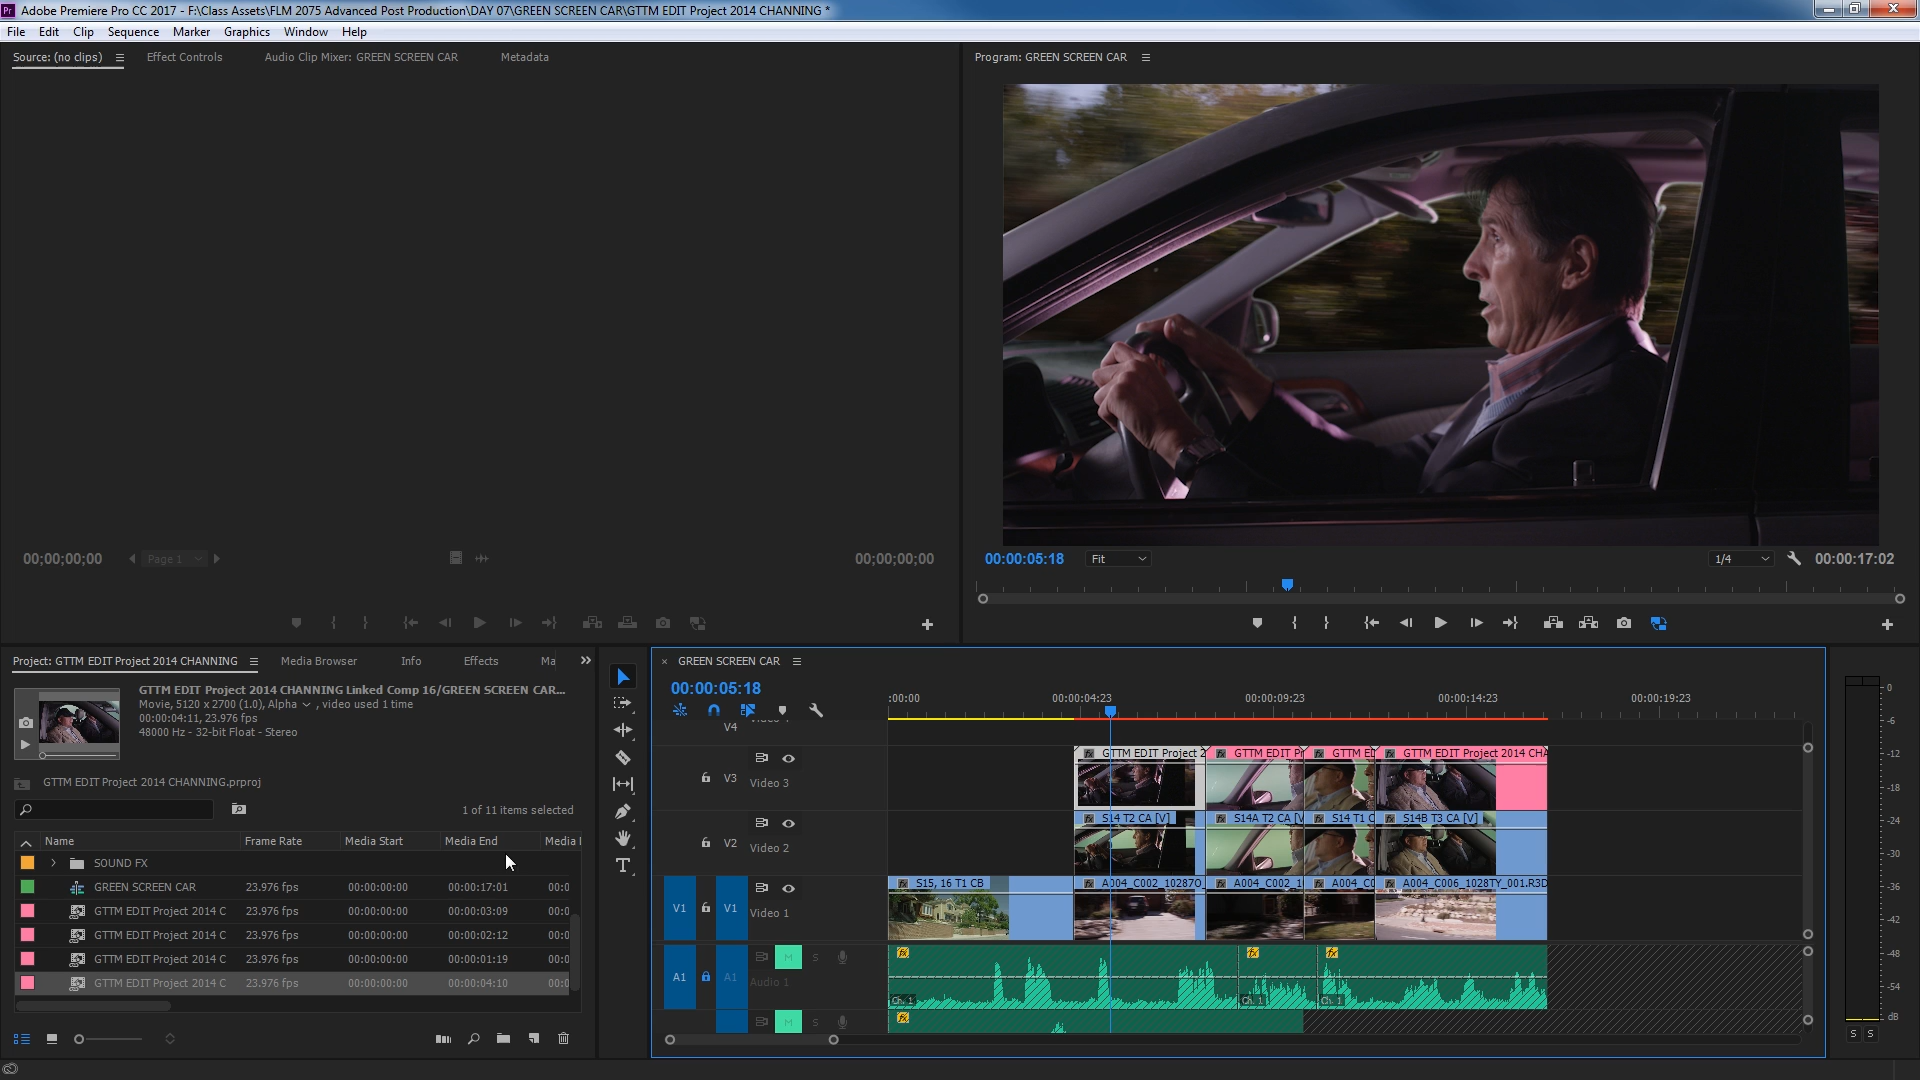 Adobe Premiere Pro CC 2017 - F:\Class Assets\FLM 2075 Advanced Post Production\DAY 07\GREEN SCREEN CAR\GTTM EDIT Project 2014 CHANNING *
File Edit Clip Sequence Marker Graphics Window Help
Source: (no clips) Effect Controls Audio Clip Mixer: GREEN SCREEN CAR Metadata
Program: GREEN SCREEN CAR
00;00;00;00 Page 1 00;00;00;00
00:00:05:18 Fit 1/4 00:00:17:02
Project: GTTM EDIT Project 2014 CHANNING Media Browser Info Effects Ma
GTTM EDIT Project 2014 CHANNING Linked Comp 16/GREEN SCREEN CAR...
Movie, 5120 x 2700 (1.0), Alpha , video used 1 time
00:00:04:11, 23.976 fps
48000 Hz - 32-bit Float - Stereo
GTTM EDIT Project 2014 CHANNING.prproj
1 of 11 items selected
Name Frame Rate Media Start Media End Media I
SOUND FX
GREEN SCREEN CAR 23.976 fps 00:00:00:00 00:00:17:01 00:0
GTTM EDIT Project 2014 C 23.976 fps 00:00:00:00 00:00:03:09 00:0
GTTM EDIT Project 2014 C 23.976 fps 00:00:00:00 00:00:02:12 00:0
GTTM EDIT Project 2014 C 23.976 fps 00:00:00:00 00:00:01:19 00:0
GTTM EDIT Project 2014 C 23.976 fps 00:00:00:00 00:00:04:10 00:0
GREEN SCREEN CAR
00:00:05:18
:00:00 00:00:04:23 00:00:09:23 00:00:14:23 00:00:19:23
V4
V3 Video 3
GTTM EDIT Project 2 GTTM EDIT Pr GTTM ED GTTM EDIT Project 2014 CHA
V2 Video 2
S14 T2 CA [V] S14A T2 CA [V S14 T1 C S14B T3 CA [V]
V1 V1 Video 1
S15, 16 T1 CB A004_C002_10287O_ A004_C002_1 A004_C0 A004_C006_1028TY_001.R3D
A1 A1 M S Audio 1
Ch. 1 Ch. 1 Ch. 1
M S
0
-6
-12
-18
-24
-30
-36
-42
-48
-54
dB
S S